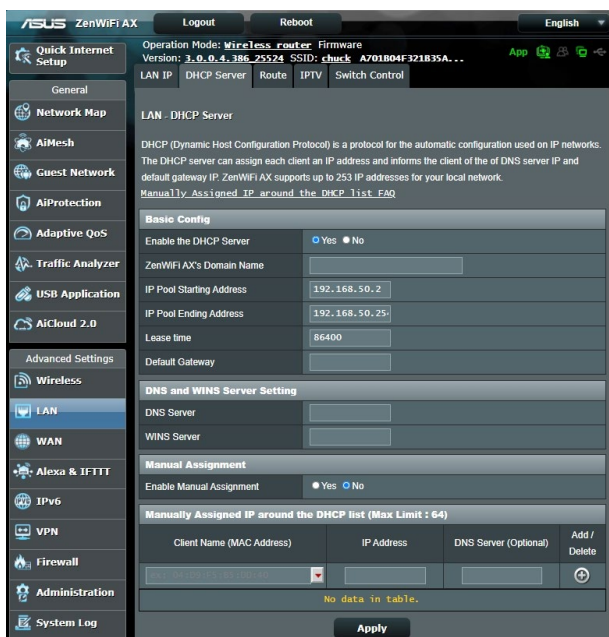 ASUS ZenWiFi AX
Logout
Reboot
English
Quick Internet
Setup
Operation Mode: Wireless router Firmware
Version: 3.0.0.4.386_25524 SSID: chuck A701B04F321B35A...
App
LAN IP
DHCP Server
Route
IPTV
Switch Control
General
Network Map
AiMesh
Guest Network
AiProtection
Adaptive QoS
Traffic Analyzer
USB Application
AiCloud 2.0
Advanced Settings
Wireless
LAN
WAN
Alexa & IFTTT
IPv6
VPN
Firewall
Administration
System Log
LAN - DHCP Server
DHCP (Dynamic Host Configuration Protocol) is a protocol for the automatic configuration used on IP networks.
The DHCP server can assign each client an IP address and informs the client of the of DNS server IP and
default gateway IP. ZenWiFi AX supports up to 253 IP addresses for your local network.
Manually Assigned IP around the DHCP list FAQ
Basic Config
Enable the DHCP Server
Yes No
ZenWiFi AX's Domain Name
IP Pool Starting Address
192.168.50.2
IP Pool Ending Address
192.168.50.25
Lease time
86400
Default Gateway
DNS and WINS Server Setting
DNS Server
WINS Server
Manual Assignment
Enable Manual Assignment
Yes No
Manually Assigned IP around the DHCP list (Max Limit : 64)
Client Name (MAC Address)
IP Address
DNS Server (Optional)
Add /
Delete
No data in table.
Apply